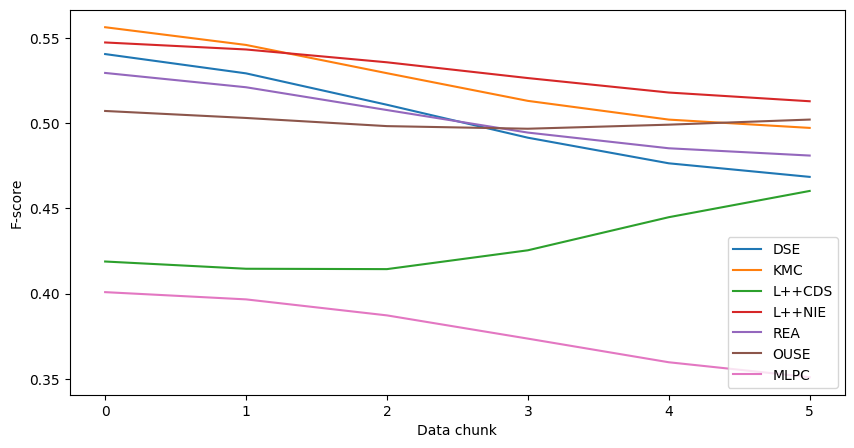 0.55
0.50
0.45
0.40
0.35
F-score
0
1
2
3
4
5
Data chunk
DSE
KMC
L++CDS
L++NIE
REA
OUSE
MLPC